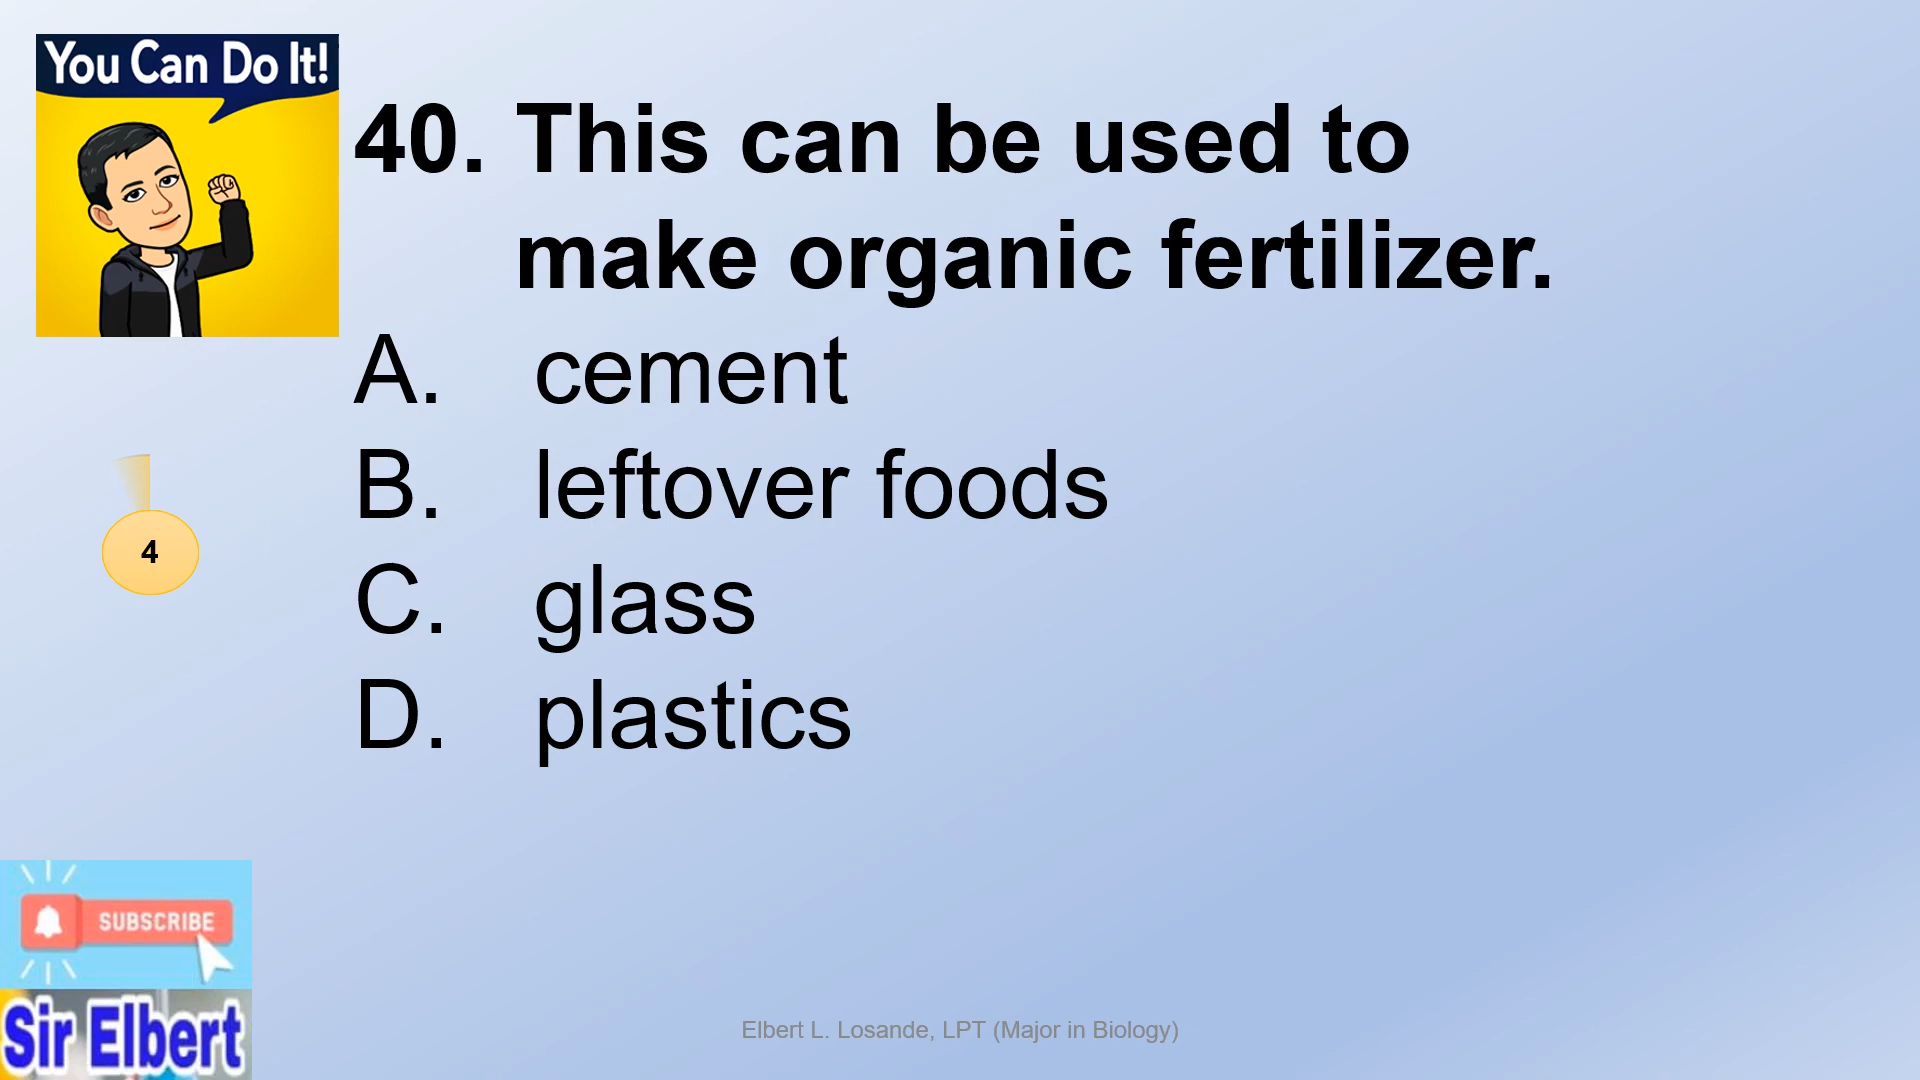 You Can Do It!
40. This can be used to
make organic fertilizer.
A. cement
B. leftover foods
C. glass
D. plastics
4
SUBSCRIBE
Sir Elbert
Elbert L. Losande, LPT (Major in Biology)